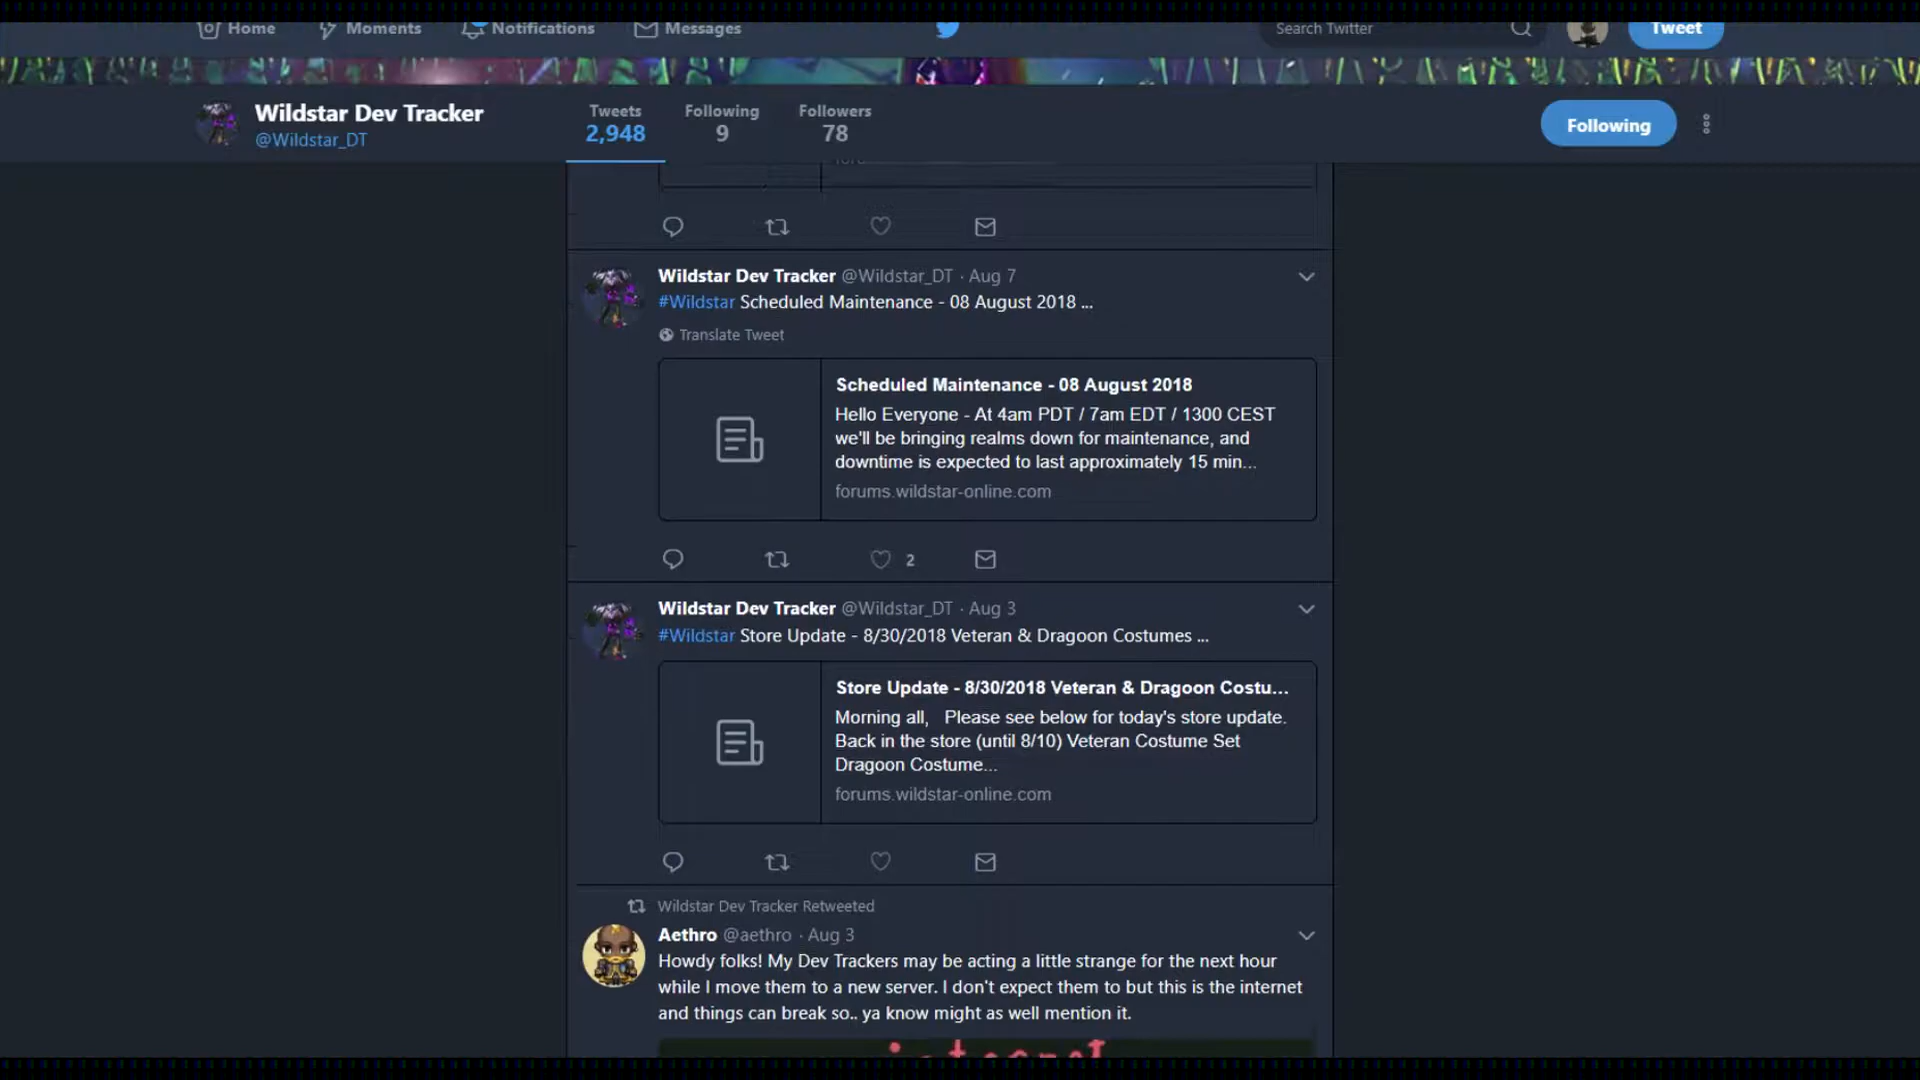 Home Moments Notifications Messages Search Twitter Tweet
Wildstar Dev Tracker
@Wildstar_DT
Tweets 2,948
Following 9
Followers 78
Following
Wildstar Dev Tracker @Wildstar_DT · Aug 7
#Wildstar Scheduled Maintenance - 08 August 2018 ...
Translate Tweet
Scheduled Maintenance - 08 August 2018
Hello Everyone - At 4am PDT / 7am EDT / 1300 CEST
we'll be bringing realms down for maintenance, and
downtime is expected to last approximately 15 min...
forums.wildstar-online.com
2
Wildstar Dev Tracker @Wildstar_DT · Aug 3
#Wildstar Store Update - 8/30/2018 Veteran & Dragoon Costumes ...
Store Update - 8/30/2018 Veteran & Dragoon Costu...
Morning all, Please see below for today's store update.
Back in the store (until 8/10) Veteran Costume Set
Dragoon Costume...
forums.wildstar-online.com
Wildstar Dev Tracker Retweeted
Aethro @aethro · Aug 3
Howdy folks! My Dev Trackers may be acting a little strange for the next hour
while I move them to a new server. I don't expect them to but this is the internet
and things can break so.. ya know might as well mention it.